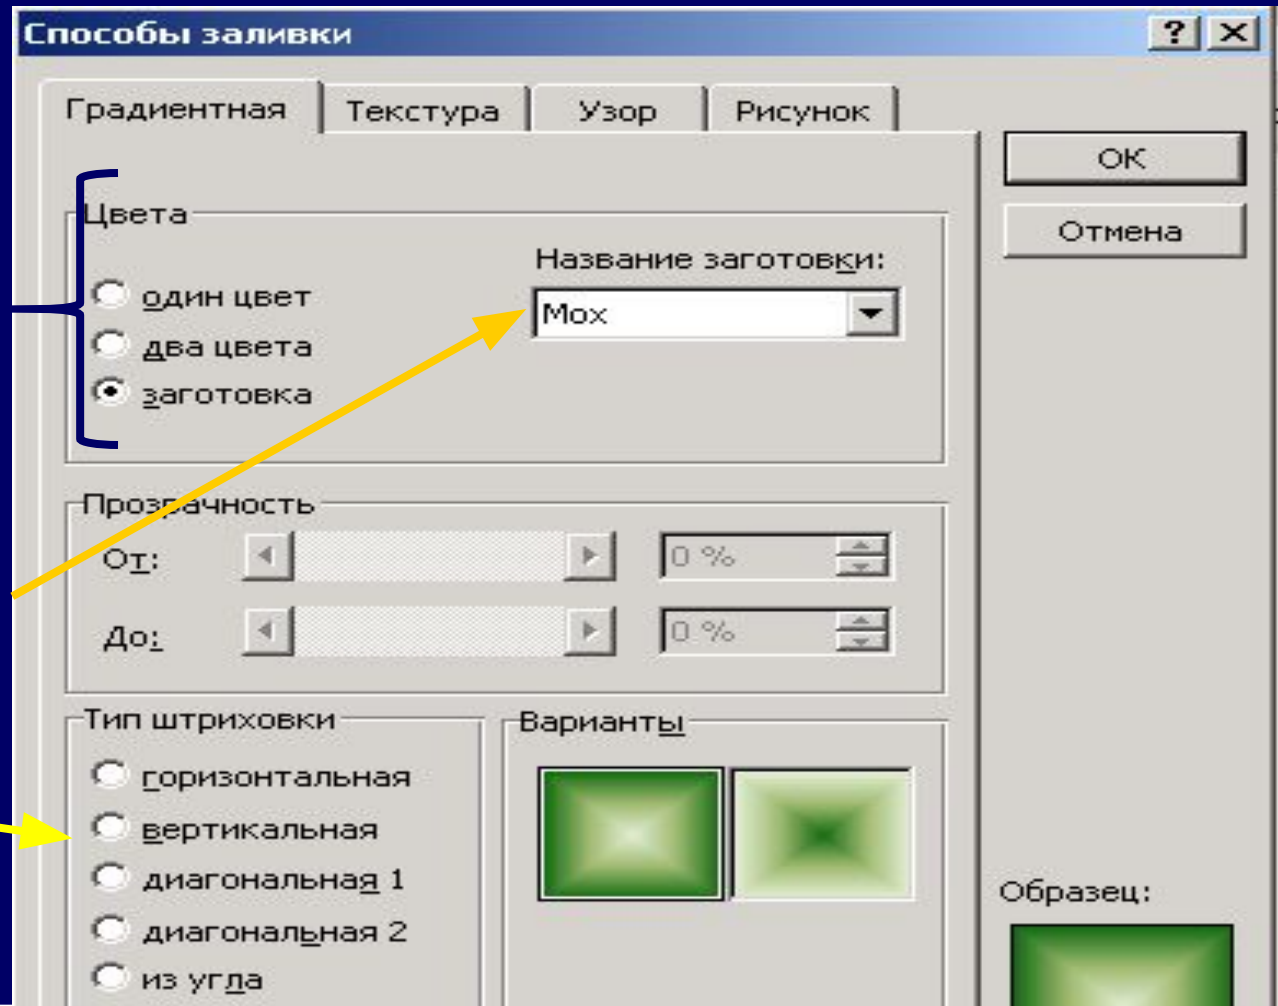 Способы заливки
Градиентная Текстура Узор Рисунок
ОК
Отмена
Цвета
один цвет
два цвета
заготовка
Название заготовки:
Мох
Прозрачность
От: 0 %
До: 0 %
Тип штриховки
горизонтальная
вертикальная
диагональная 1
диагональная 2
из угла
Варианты
Образец: